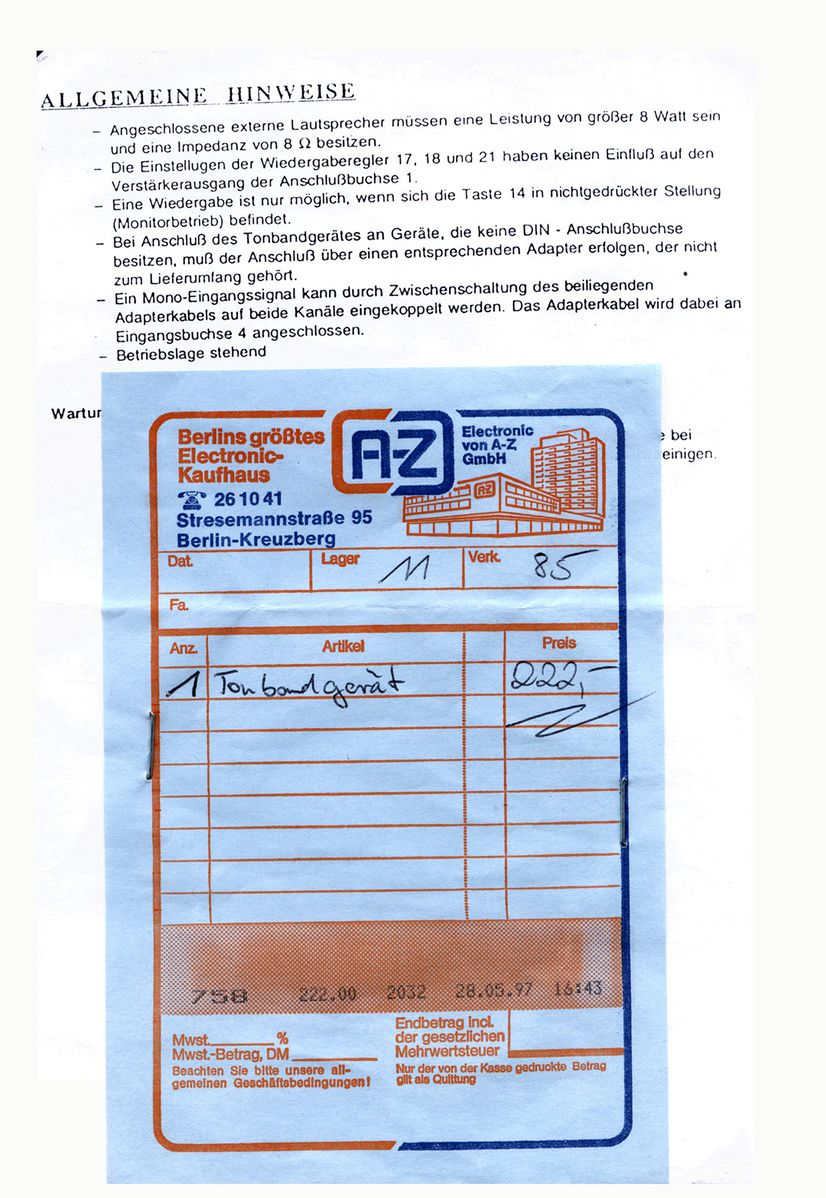 ALLGEMEINE HINWEISE
– Angeschlossene externe Lautsprecher müssen eine Leistung von größer 8 Watt sein
und eine Impedanz von 8 Ω besitzen.
– Die Einstellugen der Wiedergaberegler 17, 18 und 21 haben keinen Einfluß auf den
Verstärkerausgang der Anschlußbuchse 1.
– Eine Wiedergabe ist nur möglich, wenn sich die Taste 14 in nichtgedrückter Stellung
(Monitorbetrieb) befindet.
– Bei Anschluß des Tonbandgerätes an Geräte, die keine DIN - Anschlußbuchse
besitzen, muß der Anschluß über einen entsprechenden Adapter erfolgen, der nicht
zum Lieferumfang gehört.
– Ein Mono-Eingangssignal kann durch Zwischenschaltung des beiliegenden
Adapterkabels auf beide Kanäle eingekoppelt werden. Das Adapterkabel wird dabei an
Eingangsbuchse 4 angeschlossen.
– Betriebslage stehend
Wartur
e bei
einigen.
Berlins größtes
Electronic-
Kaufhaus
☎ 26 10 41
Stresemannstraße 95
Berlin-Kreuzberg
A-Z
Electronic
von A-Z
GmbH
AZ
Dat. Lager 11 Verk. 85
Fa.
Anz. Artikel Preis
1 Tonbandgerät 222,–
758 222.00 2032 28.05.97 16:43
Mwst.______%
Mwst.-Betrag, DM______
Beachten Sie bitte unsere all-
gemeinen Geschäftsbedingungen!
Endbetrag incl.
der gesetzlichen
Mehrwertsteuer
Nur der von der Kasse gedruckte Betrag
gilt als Quittung